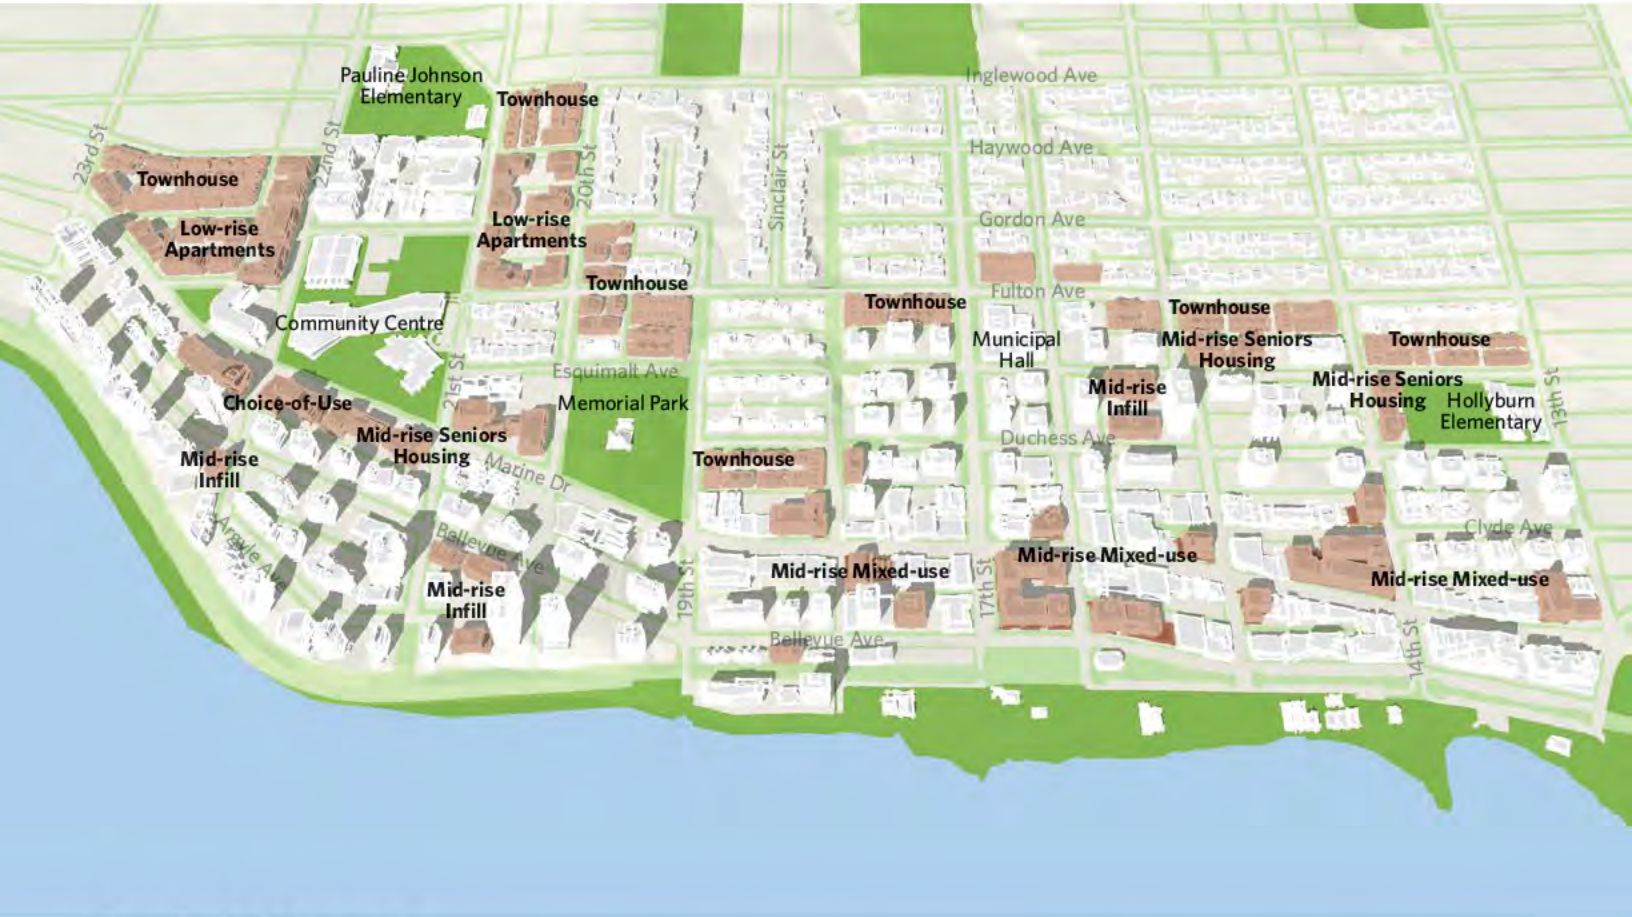 Pauline Johnson
Elementary
Inglewood Ave
Townhouse
23rd St
22nd St
20th St
Sinclair St
Haywood Ave
Townhouse
Low-rise
Apartments
Low-rise
Apartments
Gordon Ave
Townhouse
Fulton Ave
Townhouse
Townhouse
Community Centre
Municipal
Hall
Mid-rise Seniors
Housing
Townhouse
Esquimalt Ave
21st St
Mid-rise
Infill
Mid-rise Seniors
Housing
Hollyburn
Elementary
13th St
Choice-of-Use
Memorial Park
Mid-rise Seniors
Housing
Duchess Ave
Mid-rise
Infill
Marine Dr
Townhouse
Clyde Ave
Argyle Ave
Bellevue Ave
Mid-rise Mixed-use
Mid-rise Mixed-use
Mid-rise Mixed-use
Mid-rise
Infill
19th St
17th St
Bellevue Ave
14th St